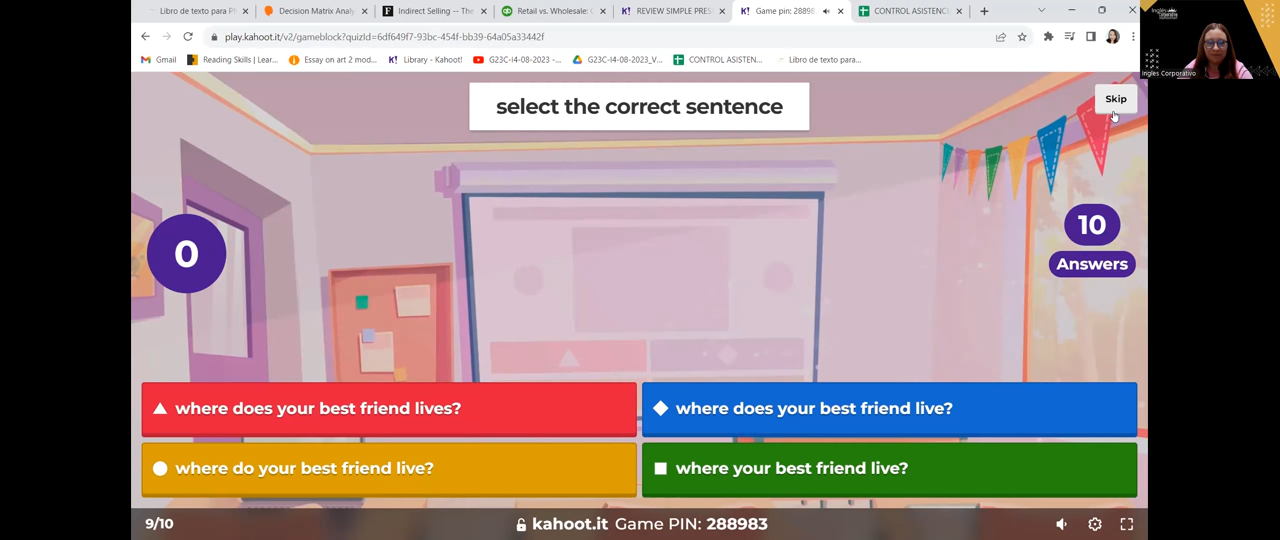 Libro de texto para P
Decision Matrix Anal
Indirect Selling -- The
Retail vs. Wholesale: C
REVIEW SIMPLE PRES
Game pin: 2889
CONTROL ASISTENC
play.kahoot.it/v2/gameblock?quizId=6df649f7-93bc-454f-bb39-64a05a33442f
Gmail
Reading Skills | Lear...
Essay on art 2 mod...
Library - Kahoot!
G23C-I4-08-2023 -...
G23C-I4-08-2023_V...
CONTROL ASISTEN...
Libro de texto para...
Inglés Corporativo
select the correct sentence
Skip
0
10
Answers
where does your best friend lives?
where does your best friend live?
where do your best friend live?
where your best friend live?
9/10
kahoot.it Game PIN: 288983